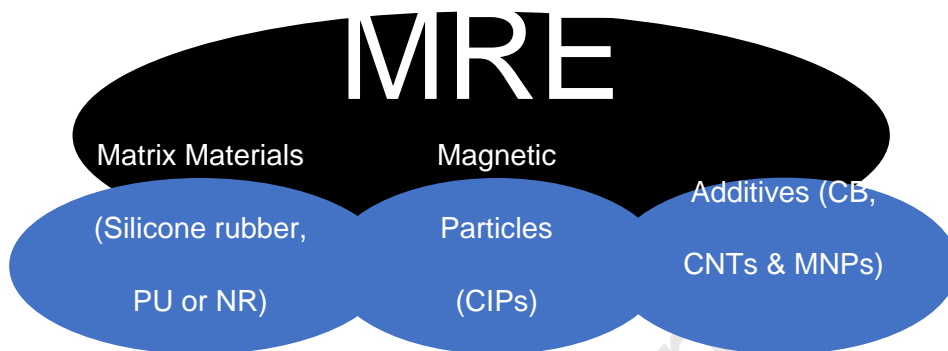 MRE
Matrix Materials
(Silicone rubber,
PU or NR)
Magnetic
Particles
(CIPs)
Additives (CB,
CNTs & MNPs)